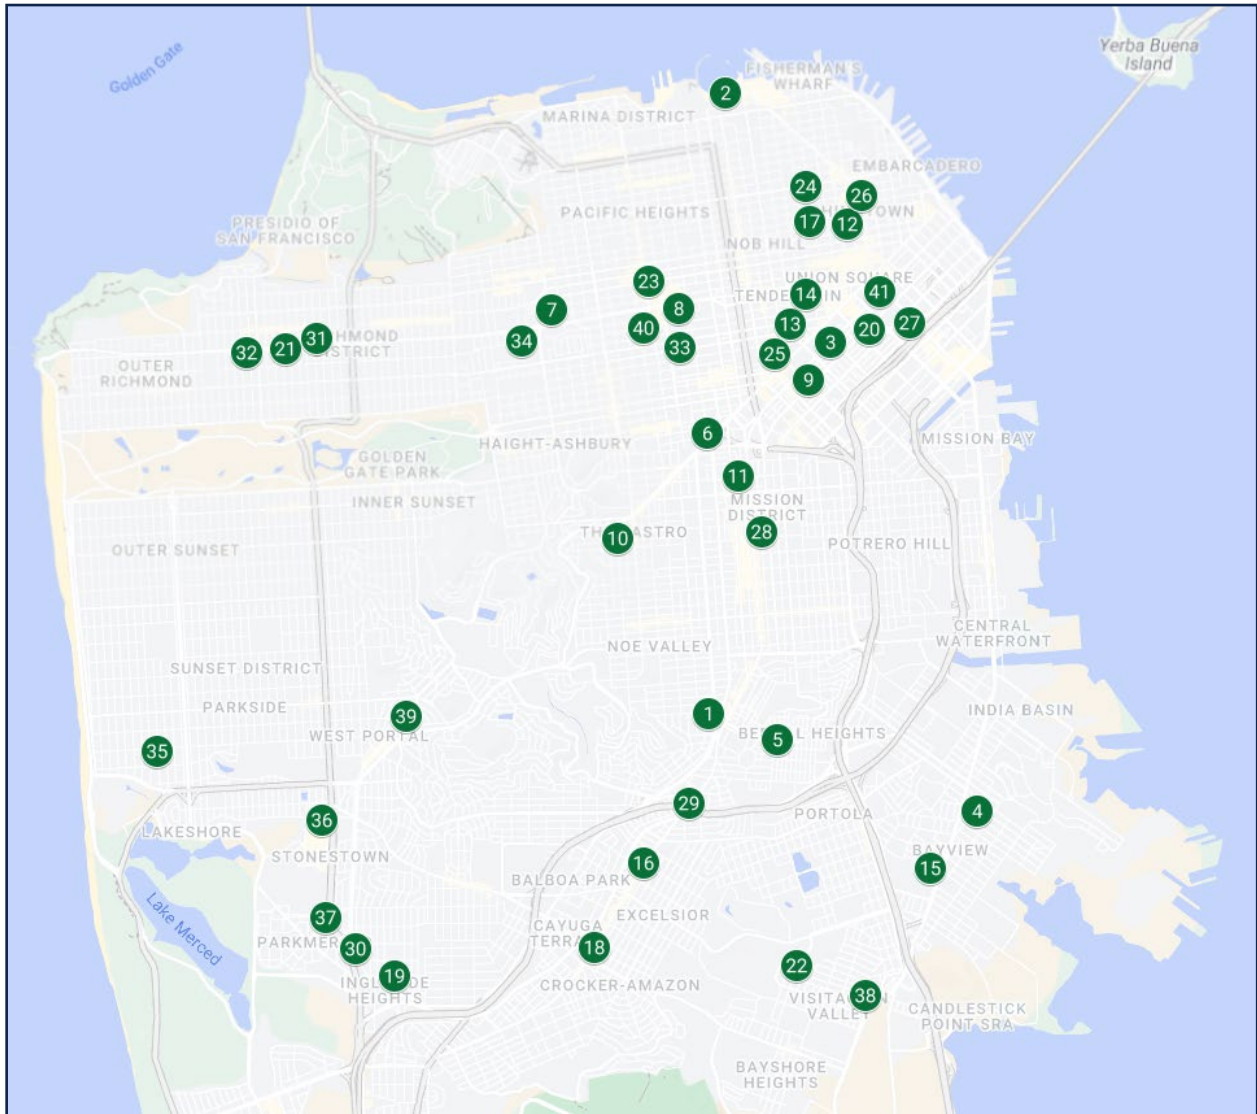 Yerba Buena
Island
Golden Gate
FISHERMAN'S
WHARF
2
MARINA DISTRICT
EMBARCADERO
24
26
PACIFIC HEIGHTS
17
12
PRESIDIO OF
SAN FRANCISCO
NOB HILL
23
UNION SQUARE
14
41
7
8
13
27
40
20
34
33
3
31
21
32
25
OUTER
RICHMOND
9
6
HAIGHT-ASHBURY
MISSION BAY
GOLDEN
GATE PARK
11
INNER SUNSET
MISSION
DISTRICT
28
10
OUTER SUNSET
POTRERO HILL
CENTRAL
WATERFRONT
NOE VALLEY
SUNSET DISTRICT
PARKSIDE
INDIA BASIN
1
39
WEST PORTAL
5
HEIGHTS
35
29
4
PORTOLA
36
LAKESHORE
STONESTOWN
BAYVIEW
16
15
BALBOA PARK
EXCELSIOR
Lake Merced
37
CAYUGA
18
30
22
19
CROCKER-AMAZON
HEIGHTS
38
VALLEY
CANDLESTICK
POINT SRA
BAYSHORE
HEIGHTS